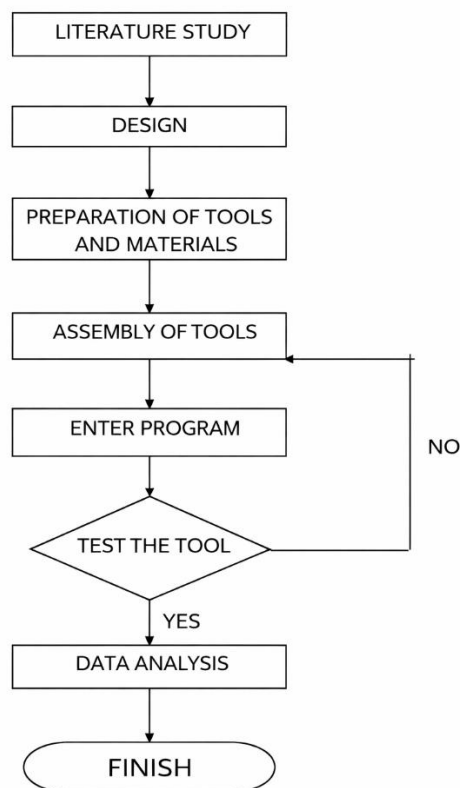 LITERATURE STUDY
DESIGN
PREPARATION OF TOOLS
AND MATERIALS
ASSEMBLY OF TOOLS
ENTER PROGRAM
NO
TEST THE TOOL
YES
DATA ANALYSIS
FINISH